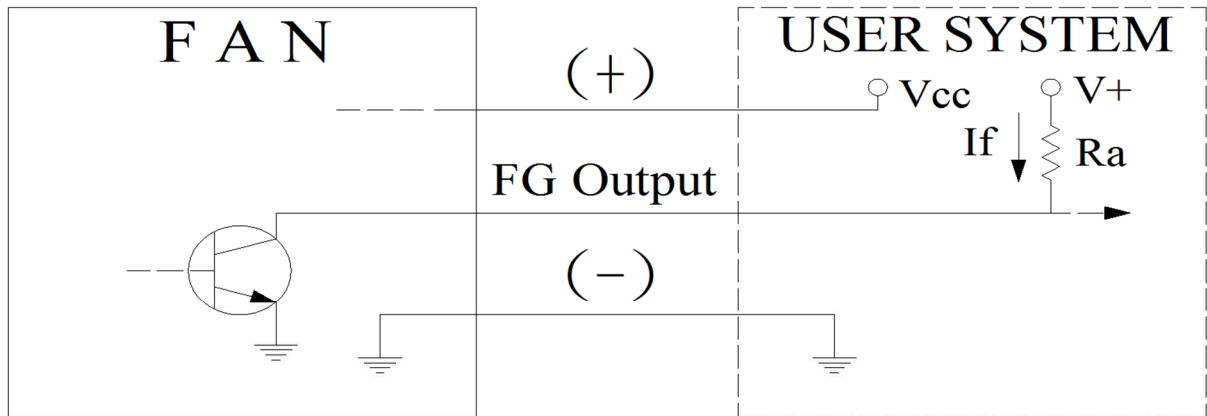 F A N
USER SYSTEM
(+)
Vcc
V+
If
Ra
FG Output
(-)